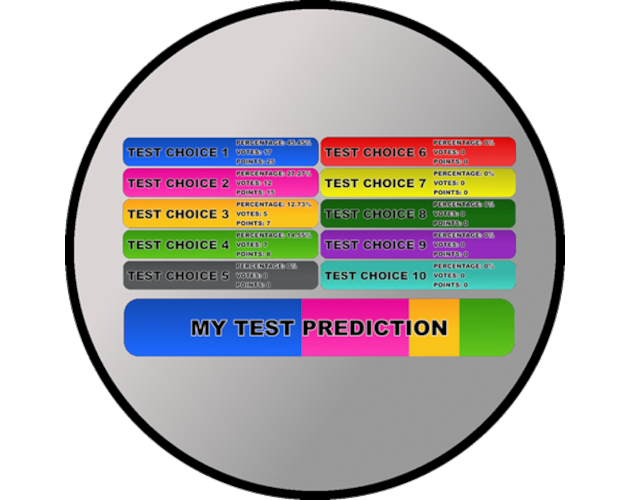 TEST CHOICE 1
PERCENTAGE: 45.45%
VOTES: 17
POINTS: 25
TEST CHOICE 2
PERCENTAGE: 27.27%
VOTES: 12
POINTS: 15
TEST CHOICE 3
PERCENTAGE: 12.73%
VOTES: 5
POINTS: 7
TEST CHOICE 4
PERCENTAGE: 14.55%
VOTES: 7
POINTS: 8
TEST CHOICE 5
PERCENTAGE: 0%
VOTES: 0
POINTS: 0
TEST CHOICE 6
PERCENTAGE: 0%
VOTES: 0
POINTS: 0
TEST CHOICE 7
PERCENTAGE: 0%
VOTES: 0
POINTS: 0
TEST CHOICE 8
PERCENTAGE: 0%
VOTES: 0
POINTS: 0
TEST CHOICE 9
PERCENTAGE: 0%
VOTES: 0
POINTS: 0
TEST CHOICE 10
PERCENTAGE: 0%
VOTES: 0
POINTS: 0
MY TEST PREDICTION